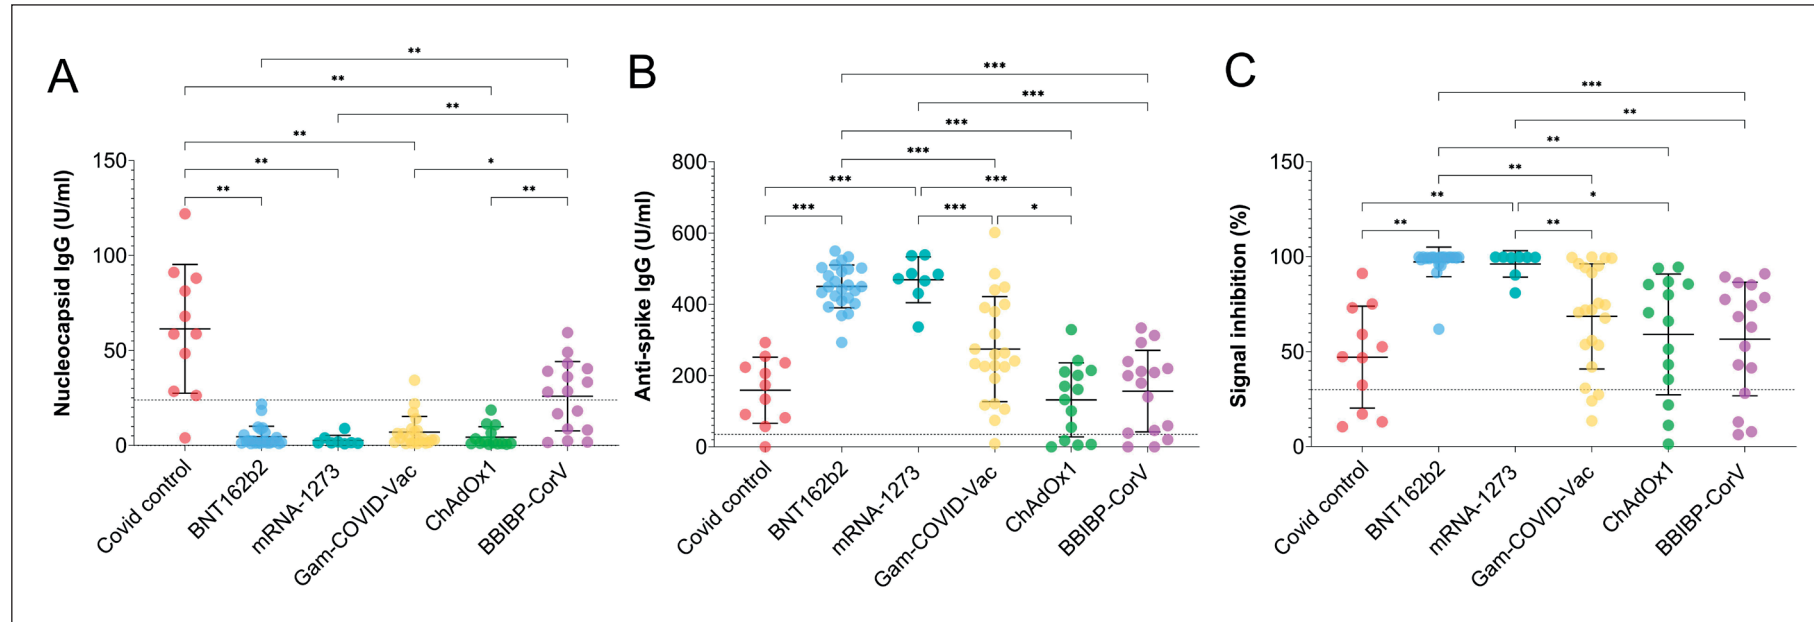 A
**
**
**
**
**
*
**
**
Nucleocapsid IgG (U/ml)
150
100
50
0
Covid control
BNT162b2
mRNA-1273
Gam-COVID-Vac
ChAdOx1
BBIBP-CorV
B
***
***
***
***
***
***
***
***
*
Anti-spike IgG (U/ml)
800
600
400
200
0
Covid control
BNT162b2
mRNA-1273
Gam-COVID-Vac
ChAdOx1
BBIBP-CorV
C
***
**
**
**
**
*
**
**
Signal inhibition (%)
150
100
50
0
Covid control
BNT162b2
mRNA-1273
Gam-COVID-Vac
ChAdOx1
BBIBP-CorV